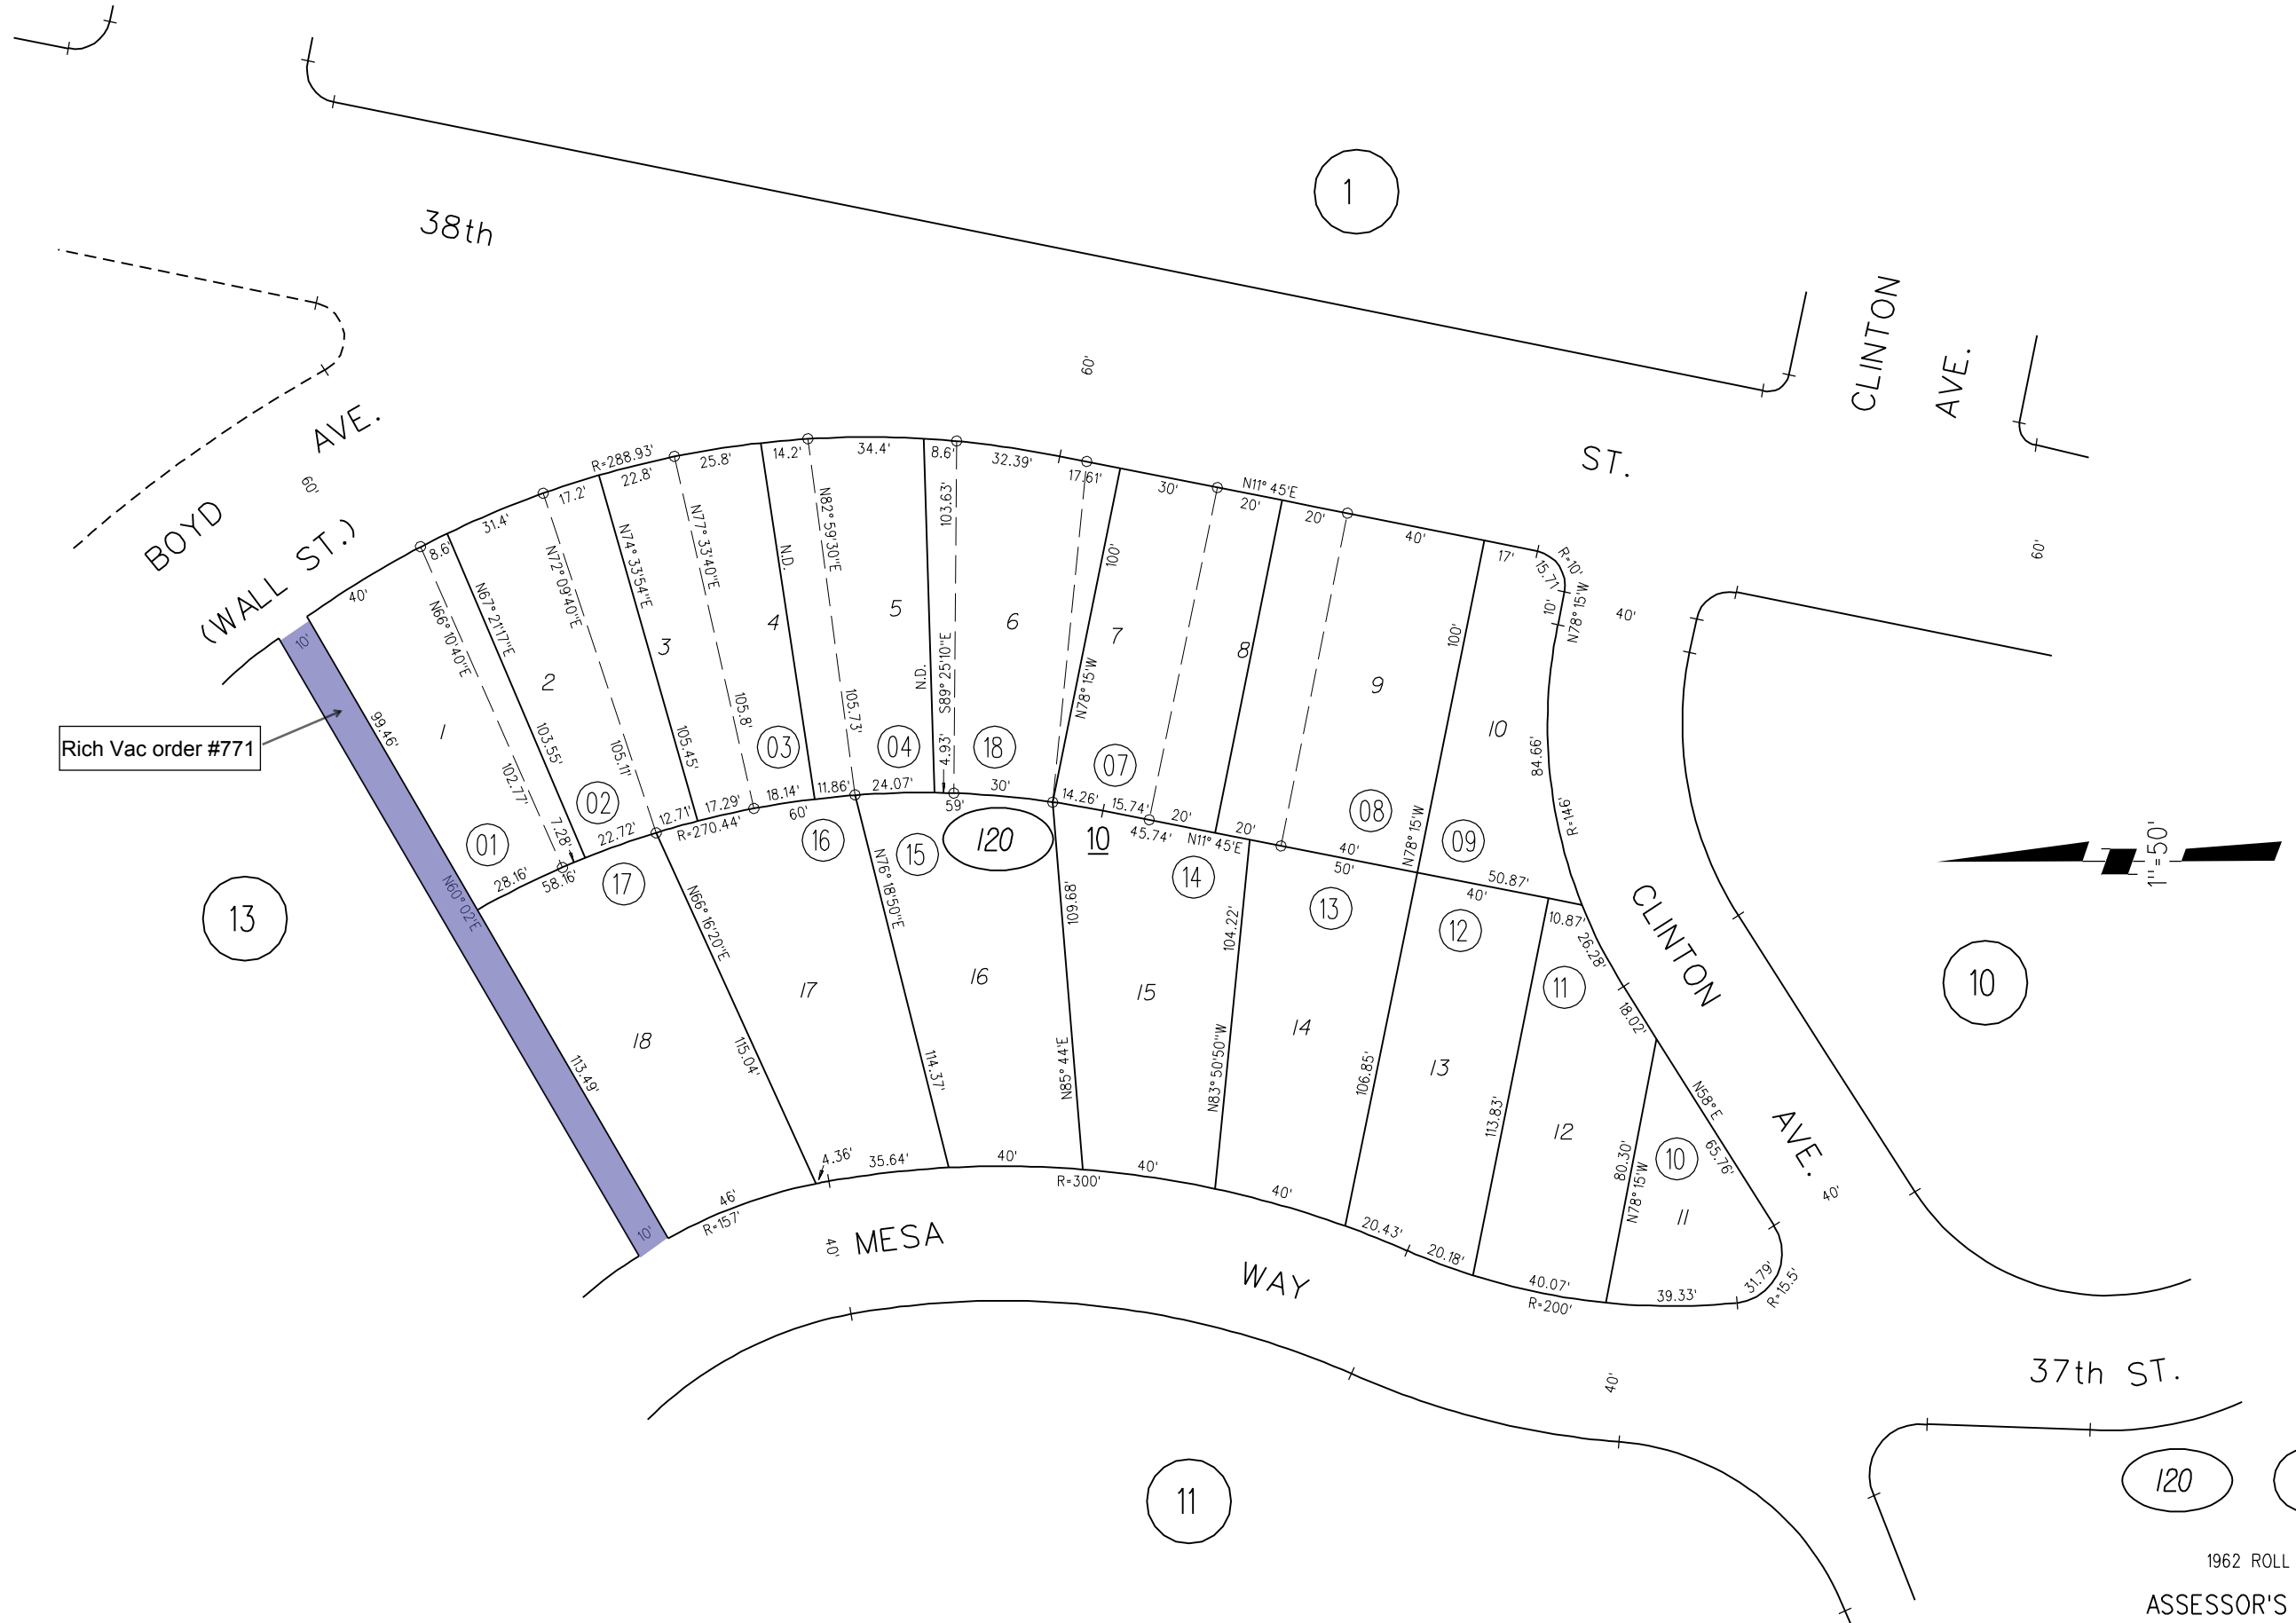 1
38th
60'
CLINTON
AVE.
ST.
60'
40'
BOYD
AVE.
60'
(WALL ST.)
R=288.93'
40'
8.6'
31.4'
17.2'
22.8'
25.8'
14.2'
34.4'
8.6'
32.39'
17.61'
30'
N11° 45'E
20'
20'
40'
17'
R=10'
15.71
10'
N78° 15'W
10'
99.46'
N66° 10'40"E
102.77'
N67° 21'17"E
103.55'
N72° 09'40"E
105.11'
N74° 33'54"E
105.45'
N77° 33'40"E
105.8'
N.D.
N82° 59'30"E
105.73'
N.D.
103.63'
S89° 25'10"E
4.93'
100'
N78° 15'W
100'
N78° 15'W
84.66'
R=146'
1
2
3
4
5
6
7
8
9
10
Rich Vac order #771
01
02
03
04
18
07
08
09
28.16'
58.16'
7.28'
22.72'
12.71'
17.29'
R=270.44'
18.14'
60'
11.86'
24.07'
59'
30'
14.26'
15.74'
45.74'
20'
N11° 45'E
20'
40'
50'
50.87'
40'
10.87'
26.28'
13
17
16
15
120
10
14
13
12
11
10
N60° 02'E
113.49'
N66° 16'20"E
115.04'
N76° 18'50"E
114.37'
109.68'
N85° 44'E
104.22'
N83° 50'50"W
106.85'
113.83'
80.30'
N78° 15'W
18.02'
N58° E
65.76'
18
17
16
15
14
13
12
11
10
CLINTON
AVE.
40'
1"=50'
10'
46'
R=157'
4.36'
35.64'
40'
R=300'
40'
40'
20.43'
20.18'
40.07'
R=200'
39.33'
31.79'
R=15.5'
40'
MESA
WAY
40'
37th ST.
11
120
1962 ROLL
ASSESSOR'S